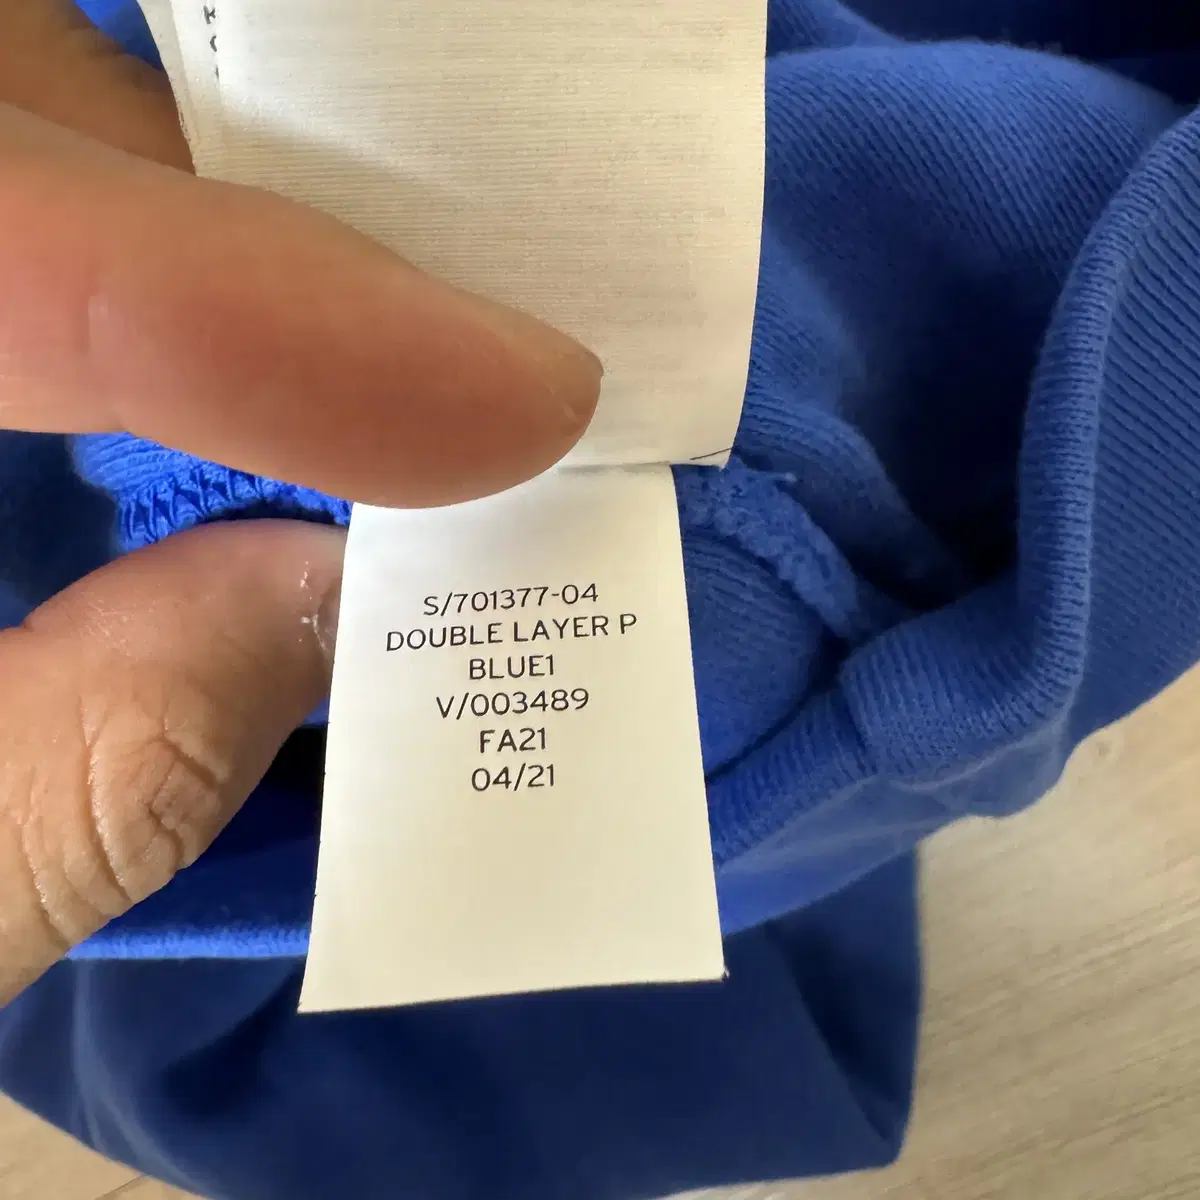 S/701377-04
DOUBLE LAYER P
BLUE1
V/003489
FA21
04/21